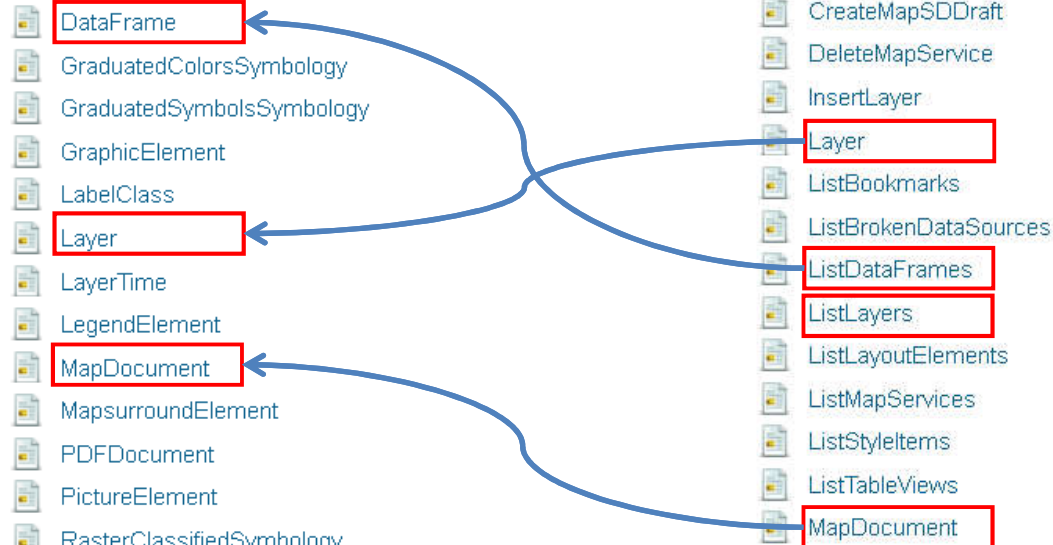 DataFrame
GraduatedColorsSymbology
GraduatedSymbolsSymbology
GraphicElement
LabelClass
Layer
LayerTime
LegendElement
MapDocument
MapsurroundElement
PDFDocument
PictureElement
RasterClassifiedSymbology
CreateMapSDDraft
DeleteMapService
InsertLayer
Layer
ListBookmarks
ListBrokenDataSources
ListDataFrames
ListLayers
ListLayoutElements
ListMapServices
ListStyleItems
ListTableViews
MapDocument